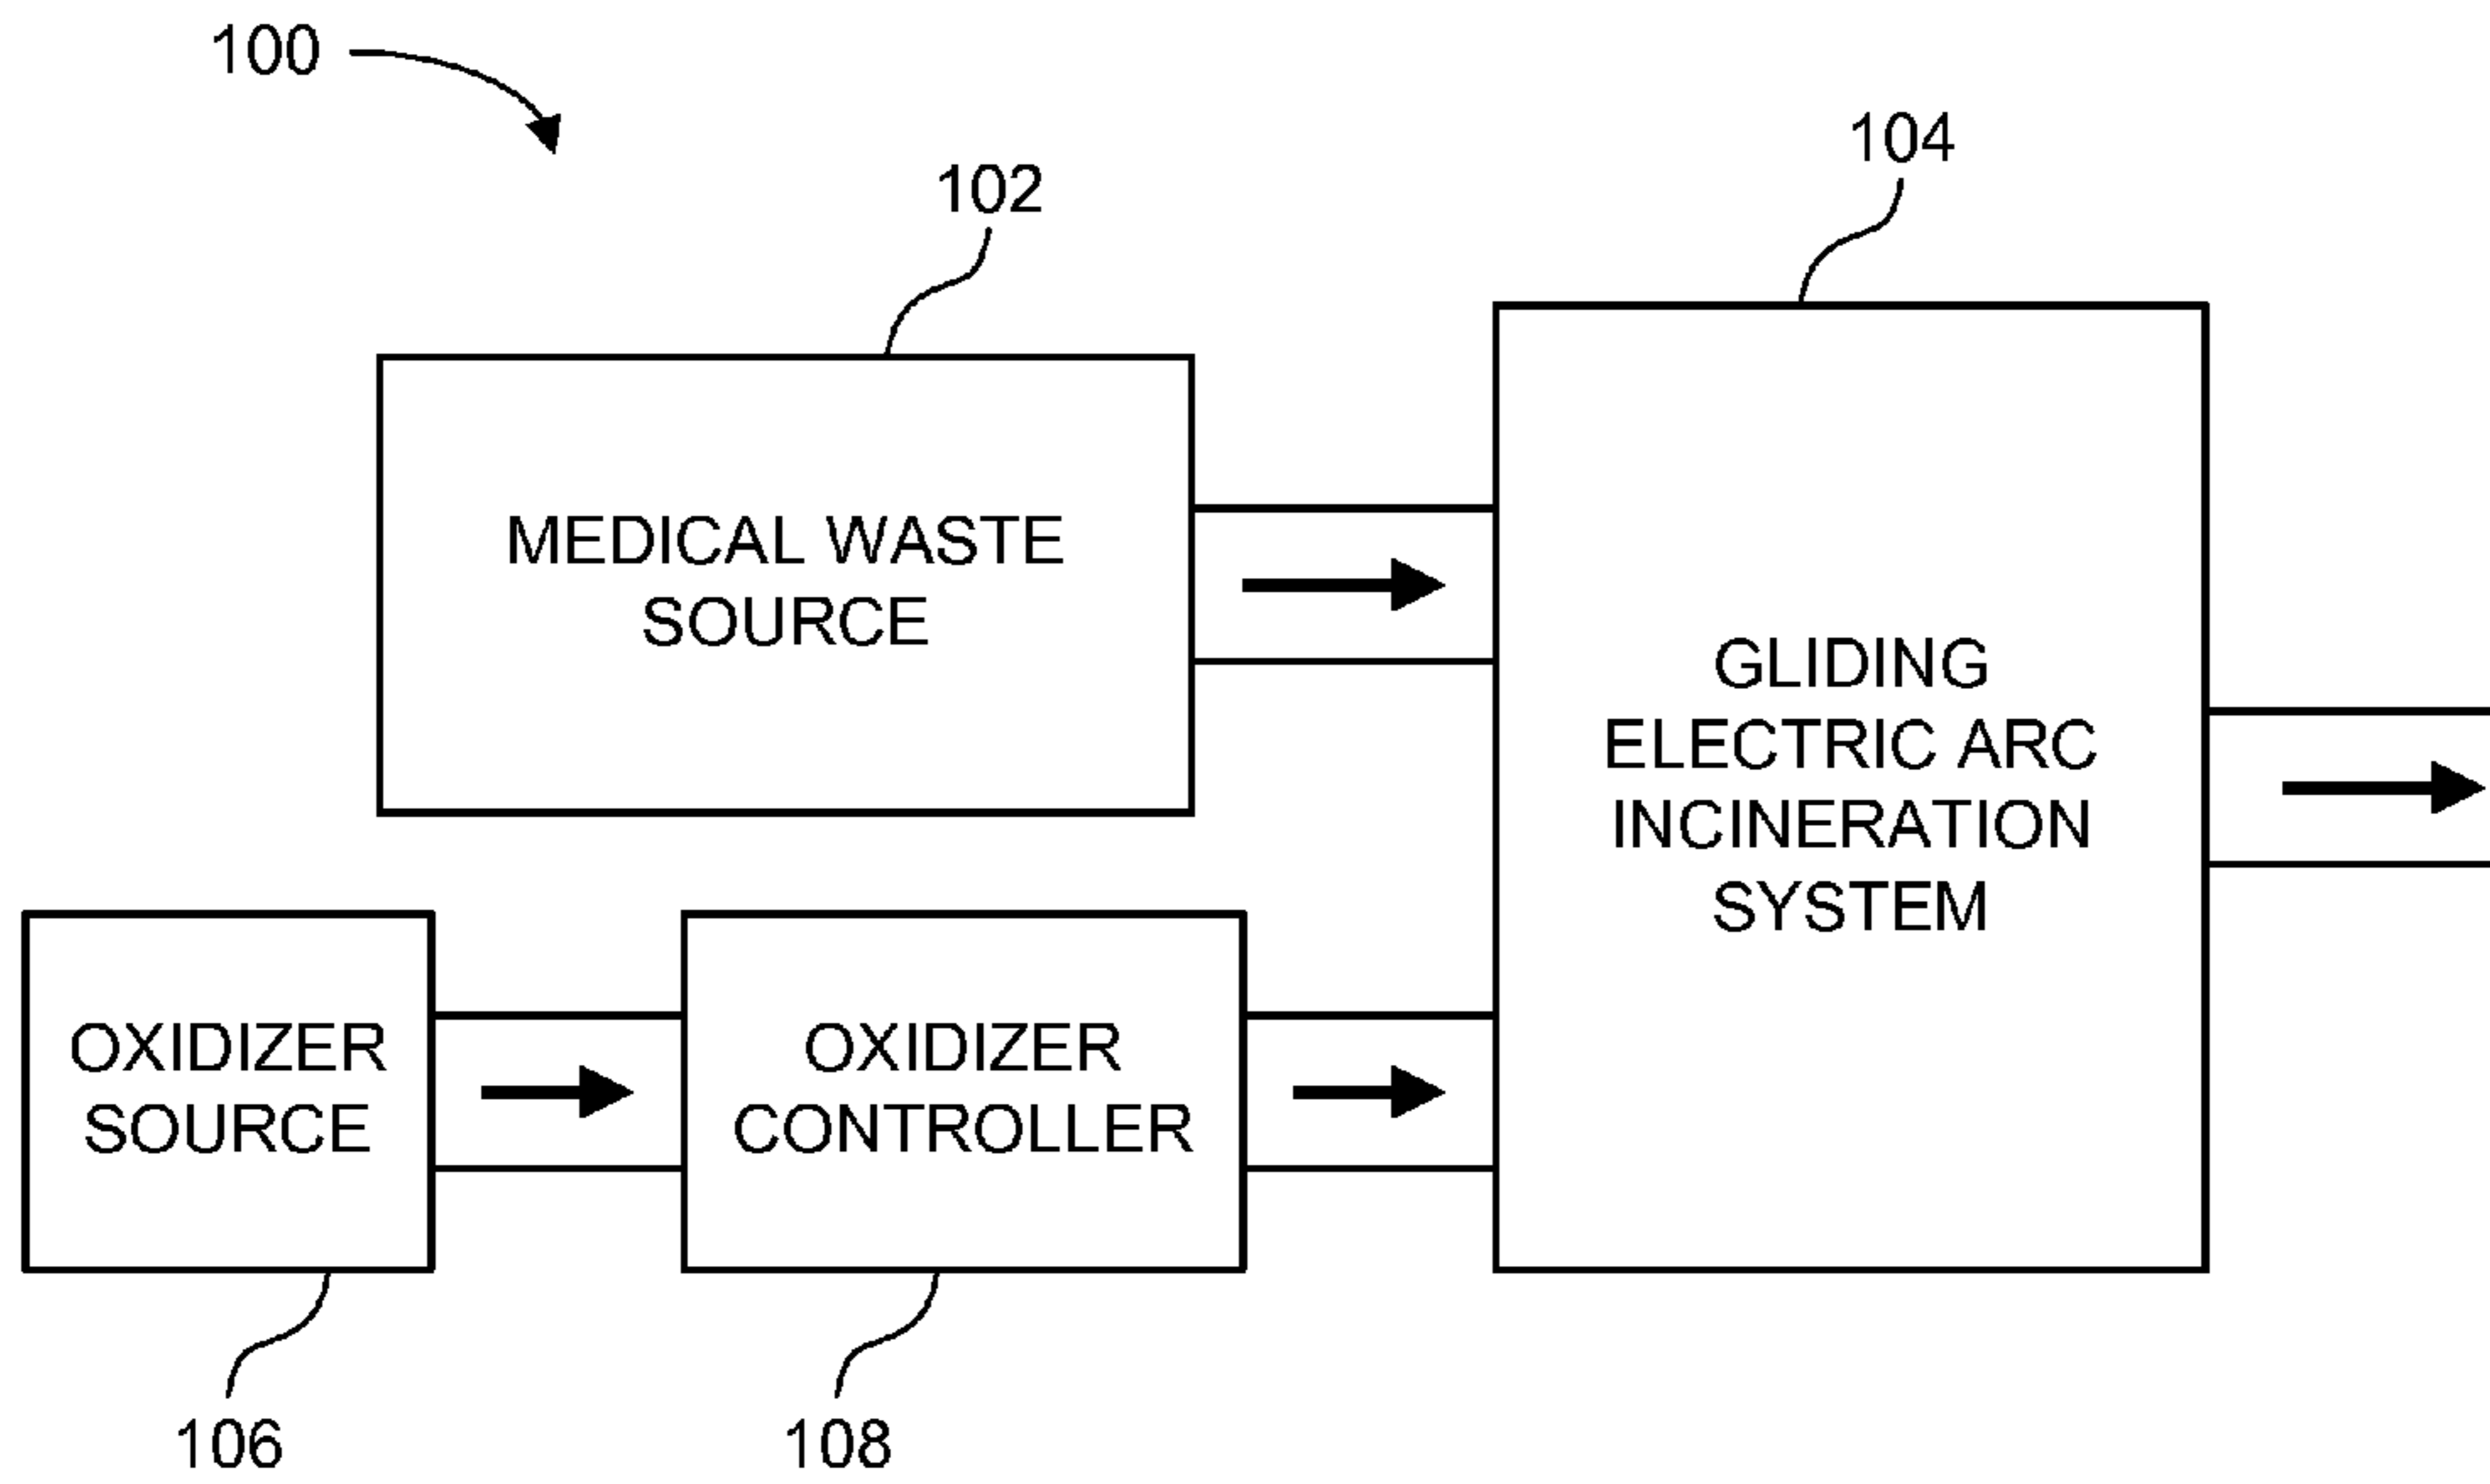 100
102
104
MEDICAL WASTE
SOURCE
GLIDING
ELECTRIC ARC
INCINERATION
SYSTEM
OXIDIZER
SOURCE
OXIDIZER
CONTROLLER
106
108